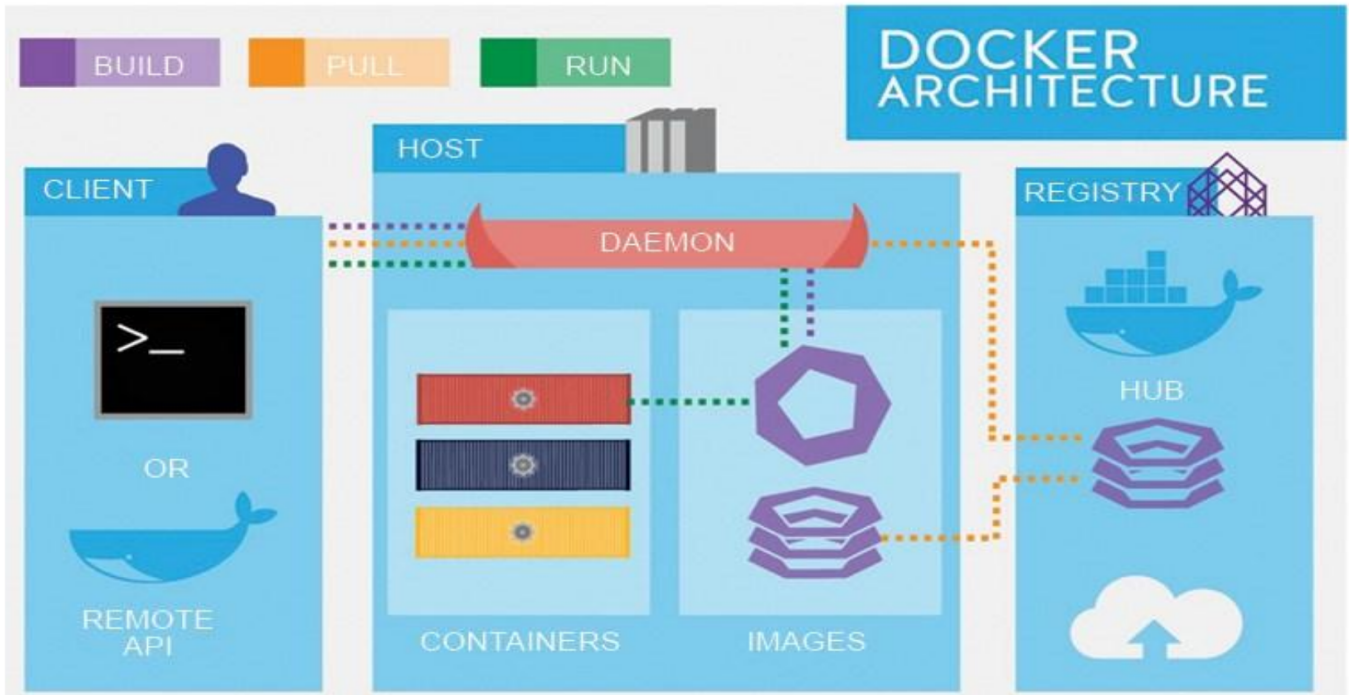 BUILD
PULL
RUN
DOCKER
ARCHITECTURE
CLIENT
HOST
REGISTRY
DAEMON
>_
OR
REMOTE
API
CONTAINERS
IMAGES
HUB